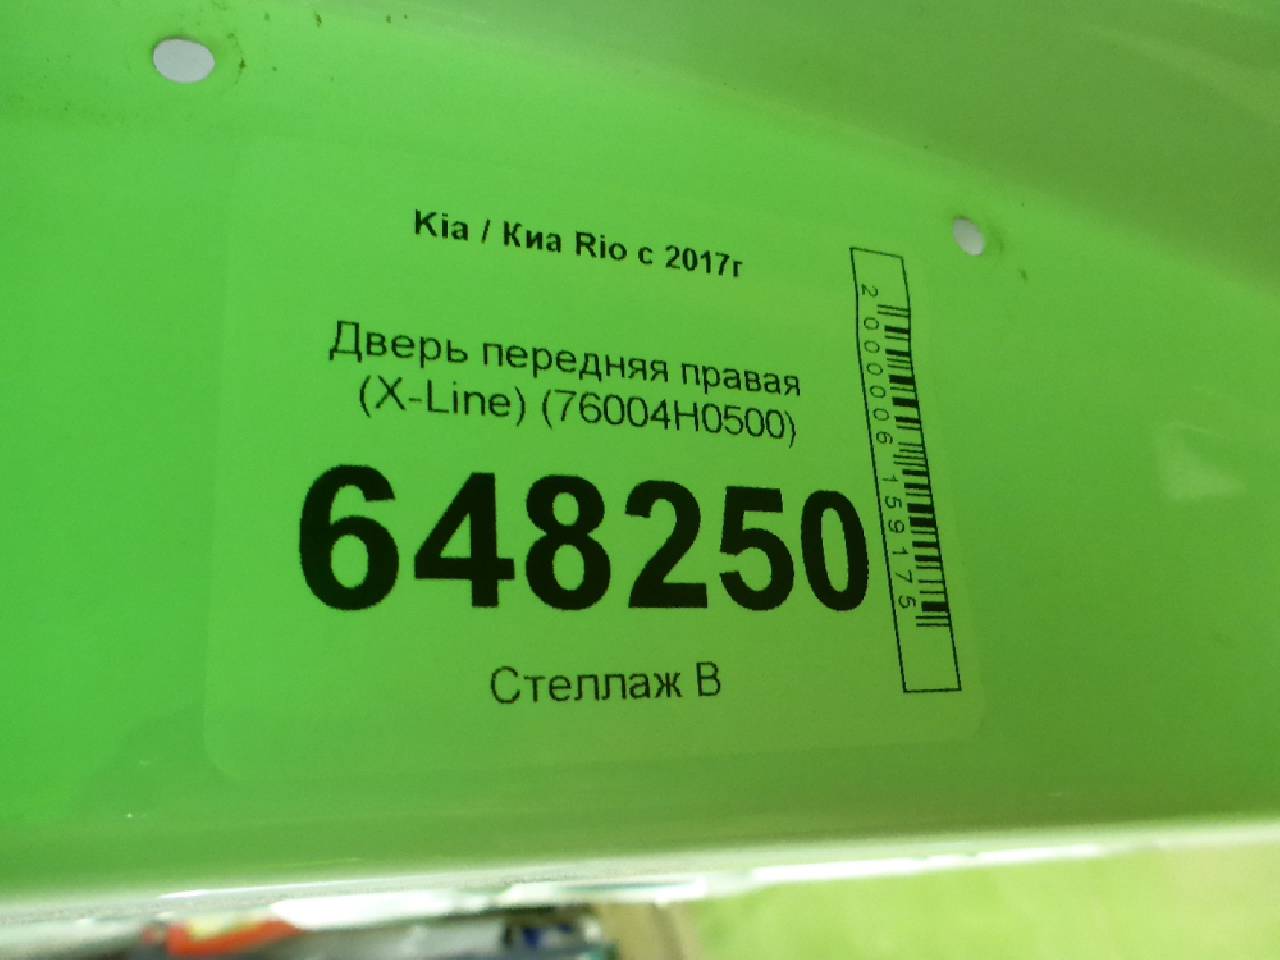 Kia / Киа Rio с 2017г
Дверь передняя правая
(X-Line) (76004H0500)
648250
Стеллаж В
2000006159175